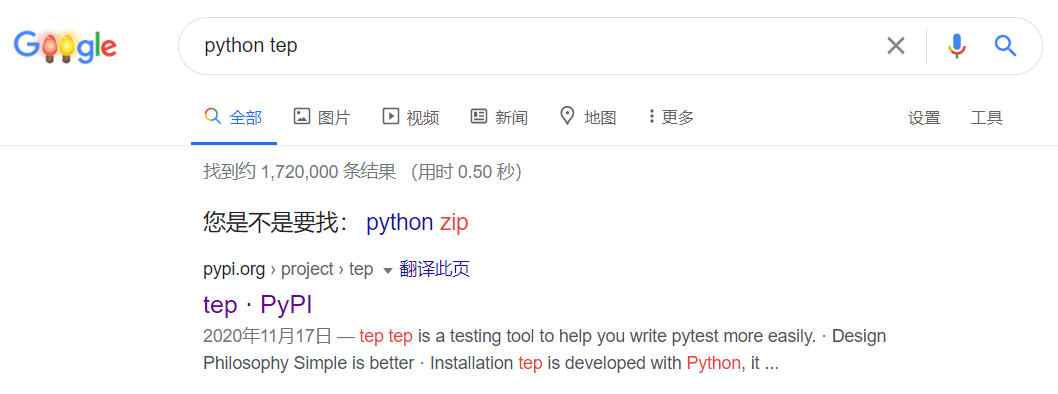 Google
python tep
全部 图片 视频 新闻 地图 更多 设置 工具
找到约 1,720,000 条结果 （用时 0.50 秒）
您是不是要找： python zip
pypi.org › project › tep 翻译此页
tep · PyPI
2020年11月17日 — tep tep is a testing tool to help you write pytest more easily. · Design
Philosophy Simple is better · Installation tep is developed with Python, it ...